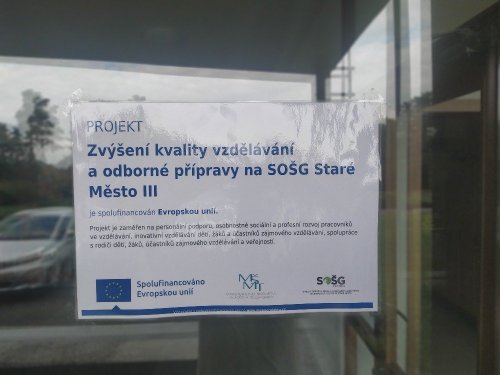 PROJEKT
Zvýšení kvality vzdělávání
a odborné přípravy na SOŠG Staré
Město III
je spolufinancován Evropskou unií.
Projekt je zaměřen na personální podporu, osobnostně sociální a profesní rozvoj pracovníků
ve vzdělávání, inovativní vzdělávání dětí, žáků a účastníků zájmového vzdělávání, spolupráce
s rodiči dětí, žáků, účastníků zájmového vzdělávání a veřejností.
Spolufinancováno
Evropskou unií
MŠMT
SOŠG